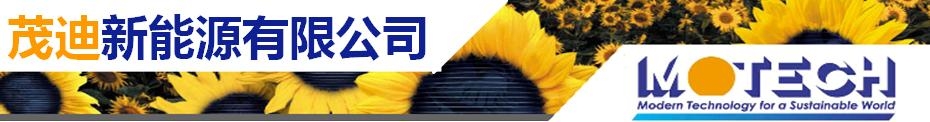 茂迪新能源有限公司
MOTECH
Modern Technology for a Sustainable World